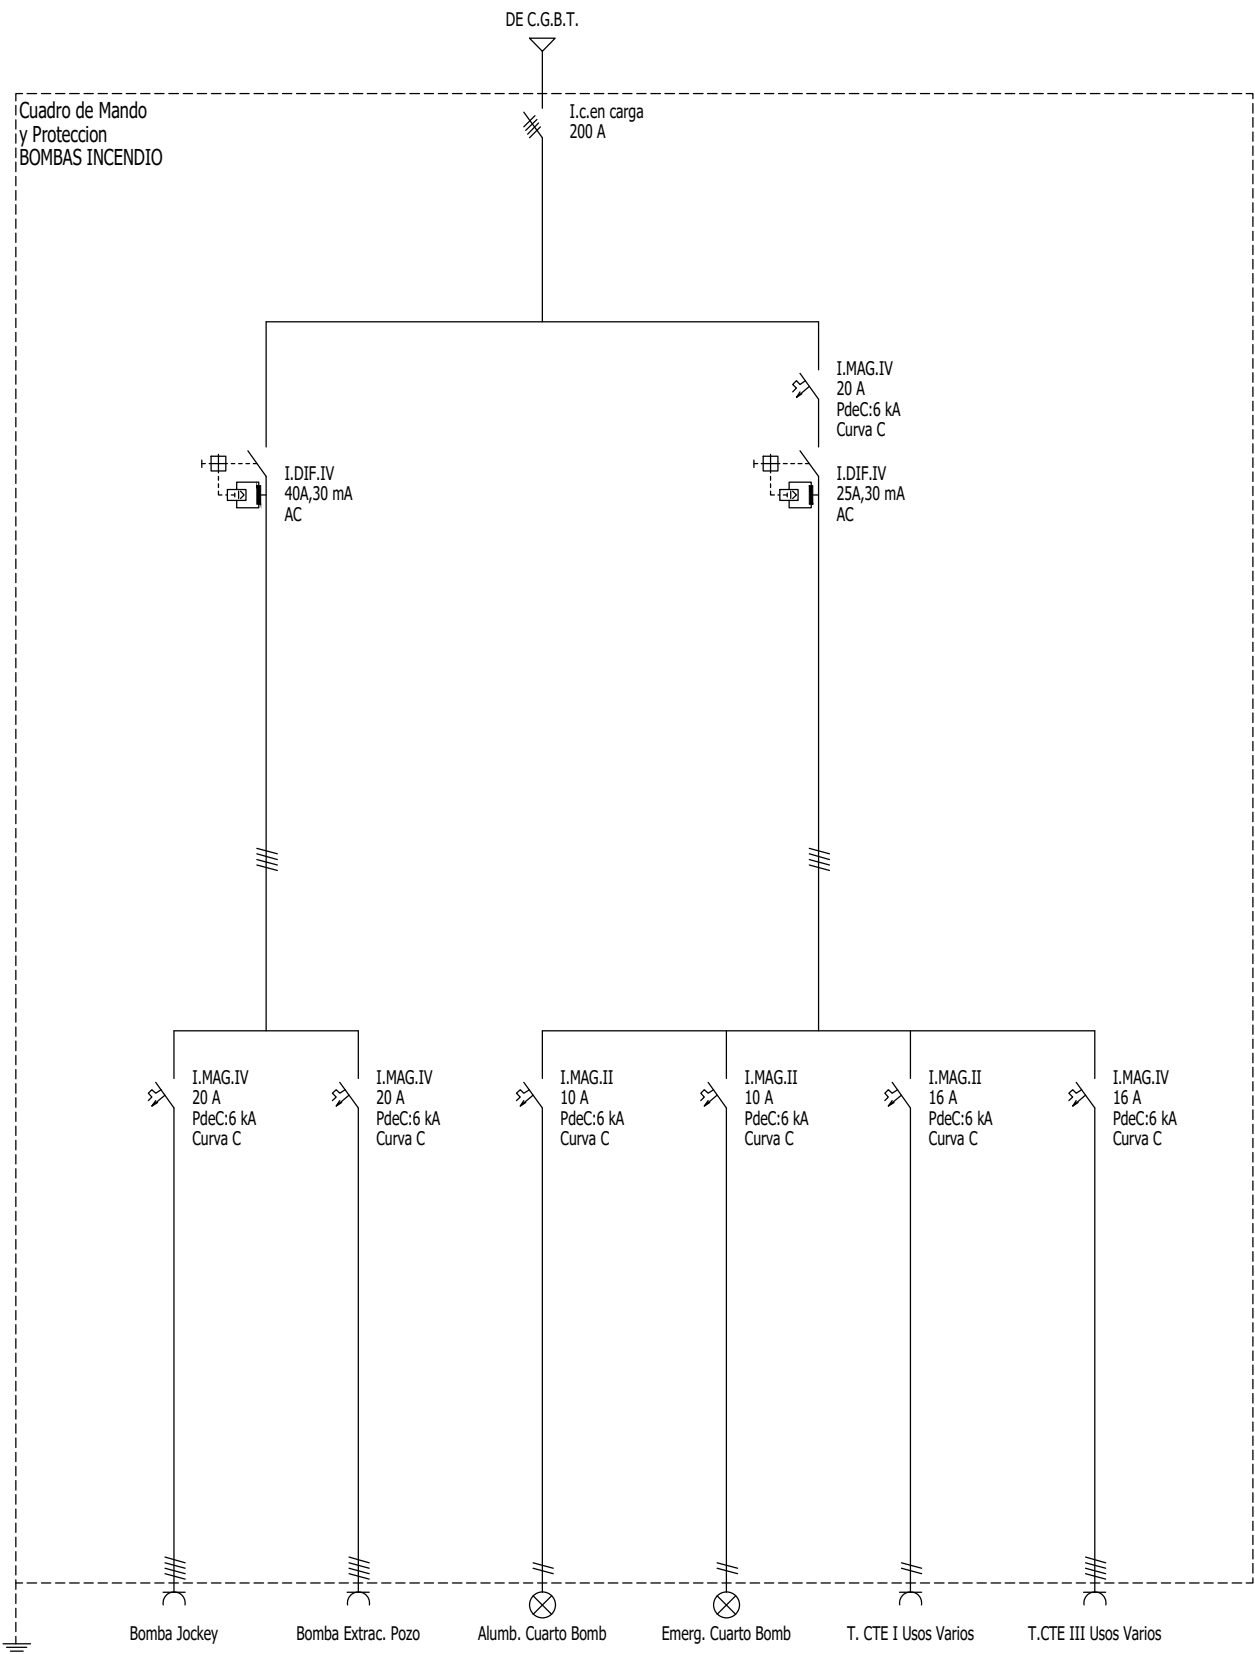 DE C.G.B.T.
Cuadro de Mando
y Proteccion
BOMBAS INCENDIO
I.c.en carga
200 A
I.MAG.IV
20 A
PdeC:6 kA
Curva C
I.DIF.IV
40A,30 mA
AC
I.DIF.IV
25A,30 mA
AC
I.MAG.IV
20 A
PdeC:6 kA
Curva C
I.MAG.IV
20 A
PdeC:6 kA
Curva C
I.MAG.II
10 A
PdeC:6 kA
Curva C
I.MAG.II
10 A
PdeC:6 kA
Curva C
I.MAG.II
16 A
PdeC:6 kA
Curva C
I.MAG.IV
16 A
PdeC:6 kA
Curva C
Bomba Jockey
Bomba Extrac. Pozo
Alumb. Cuarto Bomb
Emerg. Cuarto Bomb
T. CTE I Usos Varios
T.CTE III Usos Varios